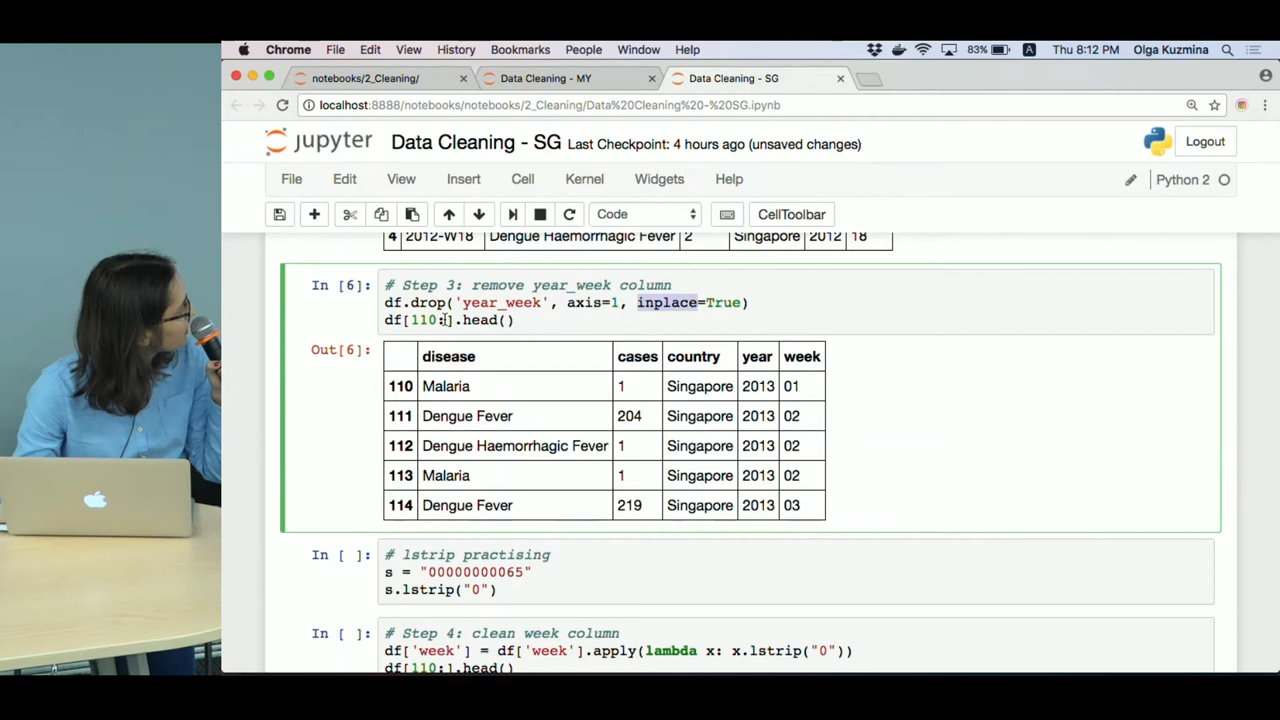 Chrome File Edit View History Bookmarks People Window Help 83% A Thu 8:12 PM Olga Kuzmina
notebooks/2_Cleaning/ Data Cleaning - MY Data Cleaning - SG
localhost:8888/notebooks/notebooks/2_Cleaning/Data%20Cleaning%20-%20SG.ipynb
jupyter Data Cleaning - SG Last Checkpoint: 4 hours ago (unsaved changes) Logout
File Edit View Insert Cell Kernel Widgets Help Python 2
Code CellToolbar
4 2012-W18 Dengue Haemorrhagic Fever 2 Singapore 2012 18
In [6]: # Step 3: remove year_week column
df.drop('year_week', axis=1, inplace=True)
df[110:].head()
Out[6]: disease cases country year week
110 Malaria 1 Singapore 2013 01
111 Dengue Fever 204 Singapore 2013 02
112 Dengue Haemorrhagic Fever 1 Singapore 2013 02
113 Malaria 1 Singapore 2013 02
114 Dengue Fever 219 Singapore 2013 03
In [ ]: # lstrip practising
s = "00000000065"
s.lstrip("0")
In [ ]: # Step 4: clean week column
df['week'] = df['week'].apply(lambda x: x.lstrip("0"))
df[110:].head()